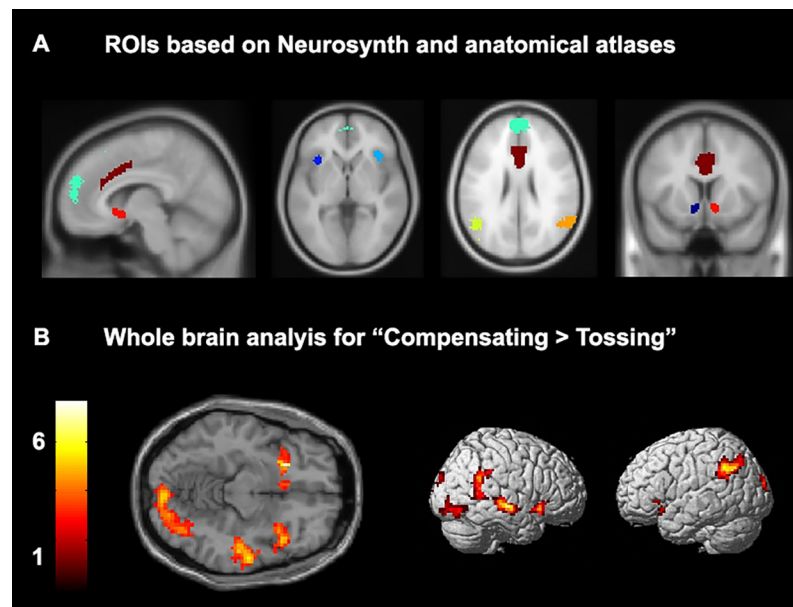 A ROIs based on Neurosynth and anatomical atlases
B Whole brain analyis for “Compensating > Tossing”
6
1